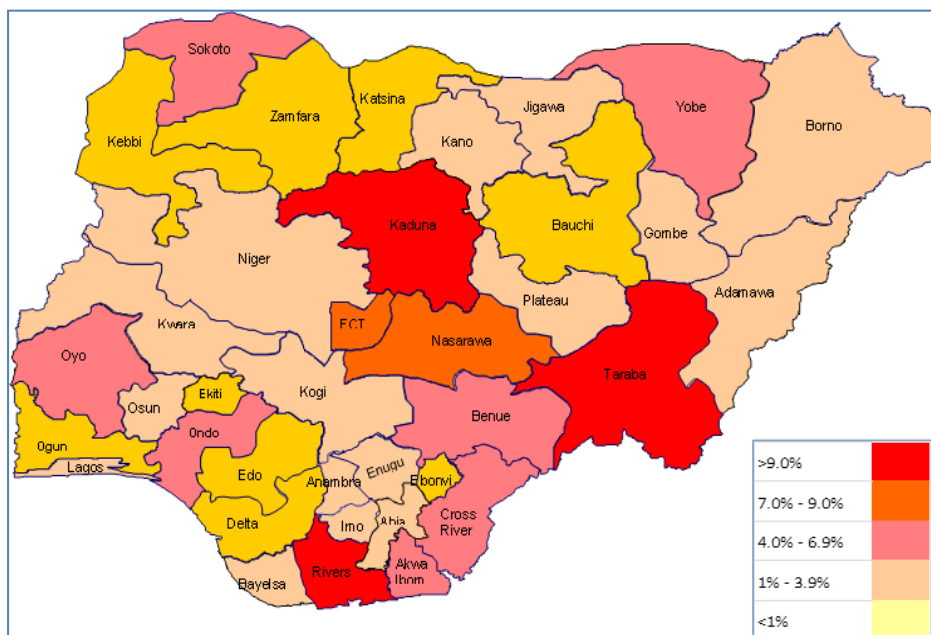 Sokoto
Katsina
Jigawa
Yobe
Borno
Zamfara
Kebbi
Kano
Kaduna
Bauchi
Gombe
Niger
Adamawa
Plateau
Kwara
FCT
Nasarawa
Oyo
Taraba
Kogi
Ekiti
Osun
Benue
Ondo
Ogun
Lagos
Edo
Enugu
Anambra
Ebonyi
Delta
Imo
Abia
Cross
River
Bayelsa
Rivers
Akwa
Ibom
>9.0%
7.0% - 9.0%
4.0% - 6.9%
1% - 3.9%
<1%